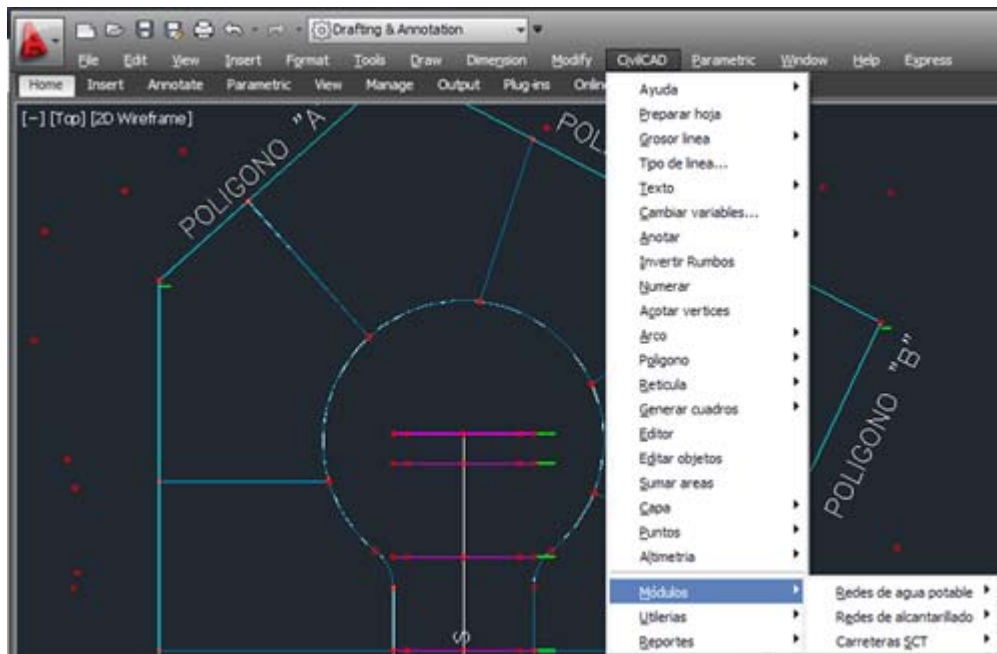 Drafting & Annotation
File Edit View Insert Format Tools Draw Dimension Modify CivilCAD Parametric Window Help Express
Home Insert Annotate Parametric View Manage Output Plug-ins Onlin
[-] [Top] [2D Wireframe]
POLIGONO "A
POL
POLIGONO "B"
S
Ayuda
Preparar hoja
Grosor linea
Tipo de linea...
Texto
Cambiar variables...
Anotar
Invertir Rumbos
Numerar
Acotar vertices
Arco
Poligono
Reticula
Generar cuadros
Editor
Editar objetos
Sumar areas
Capa
Puntos
Altimetria
Módulos
Utilerias
Reportes
Redes de agua potable
Redes de alcantarillado
Carreteras SCT